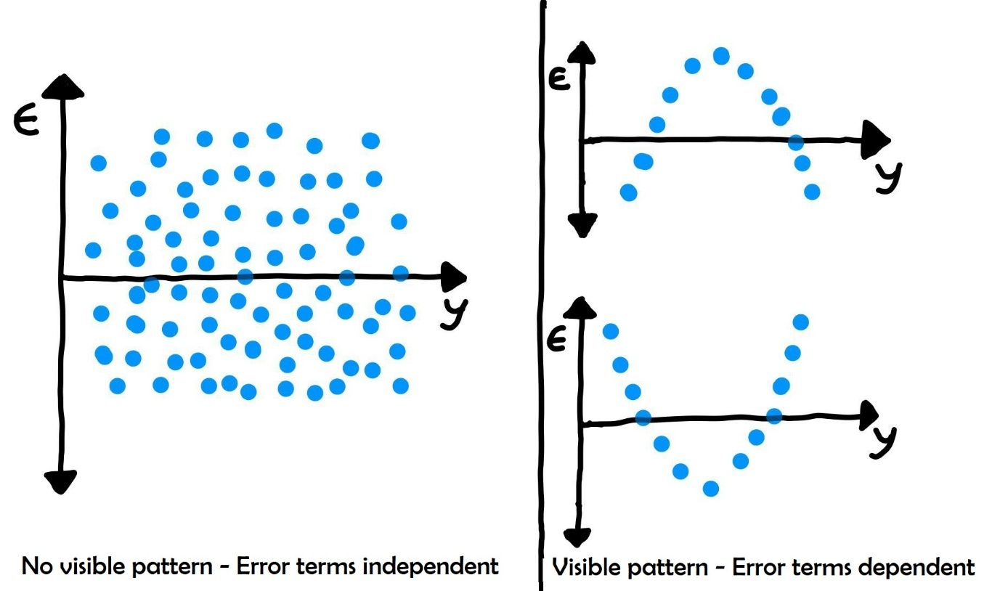 ϵ
y
No visible pattern - Error terms independent
ϵ
y
ϵ
y
Visible pattern - Error terms dependent